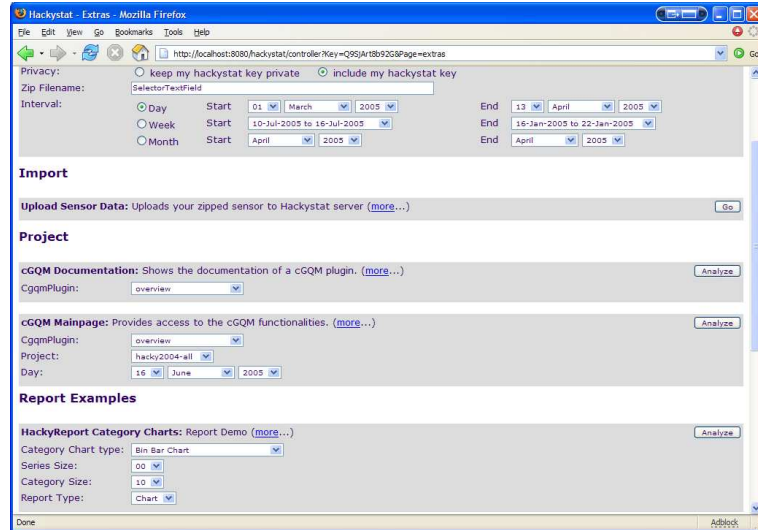 Hackystat - Extras - Mozilla Firefox
File Edit View Go Bookmarks Tools Help
http://localhost:8080/hackystat/controller?Key=Q9SjArt8b92G&Page=extras Go
Privacy: keep my hackystat key private include my hackystat key
Zip Filename: SelectorTextField
Interval: Day Start 01 March 2005 End 13 April 2005
Week Start 10-Jul-2005 to 16-Jul-2005 End 16-Jan-2005 to 22-Jan-2005
Month Start April 2005 End April 2005
Import
Upload Sensor Data: Uploads your zipped sensor to Hackystat server (more...) Go
Project
cGQM Documentation: Shows the documentation of a cGQM plugin. (more...) Analyze
CgqmPlugin: overview
cGQM Mainpage: Provides access to the cGQM functionalities. (more...) Analyze
CgqmPlugin: overview
Project: hacky2004-all
Day: 16 June 2005
Report Examples
HackyReport Category Charts: Report Demo (more...) Analyze
Category Chart type: Bin Bar Chart
Series Size: 00
Category Size: 10
Report Type: Chart
Done Adblock